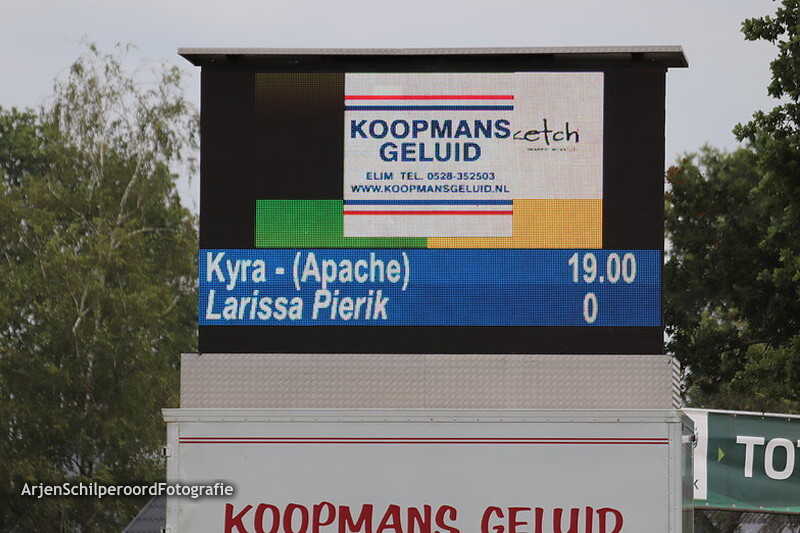 KOOPMANS
GELUID
ELIM TEL. 0528-352503
WWW.KOOPMANSGELUID.NL
etch
Kyra - (Apache) 19.00
Larissa Pierik 0
TOT
K
ArjenSchilperoordFotografie
KOOPMANS GELUID